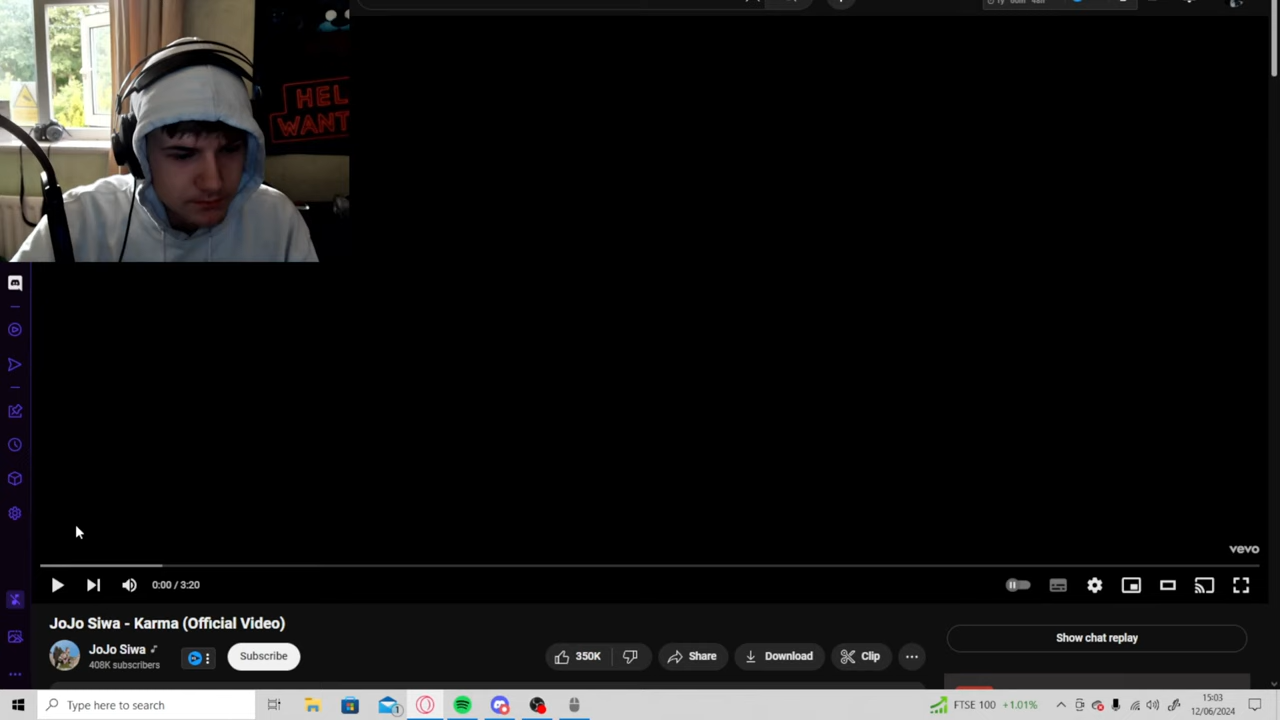 HEL
WANT
vevo
0:00 / 3:20
JoJo Siwa - Karma (Official Video)
JoJo Siwa
408K subscribers
Subscribe
350K
Share
Download
Clip
Show chat replay
Type here to search
1
FTSE 100 +1.01%
15:03
12/06/2024